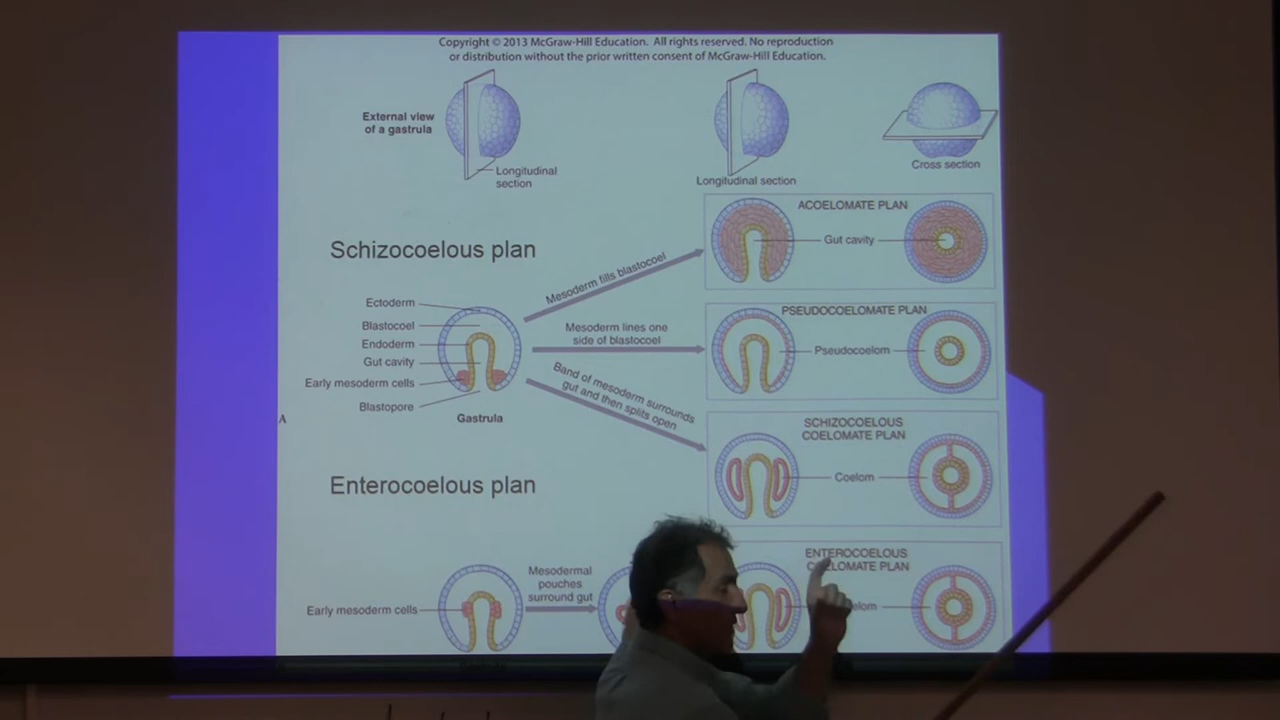 Copyright © 2013 McGraw-Hill Education. All rights reserved. No reproduction
or distribution without the prior written consent of McGraw-Hill Education.
External view
of a gastrula
Longitudinal
section
Longitudinal section
Cross section
Schizocoelous plan
Ectoderm
Blastocoel
Endoderm
Gut cavity
Early mesoderm cells
Blastopore
Gastrula
A
Mesoderm fills blastocoel
Mesoderm lines one
side of blastocoel
Band of mesoderm surrounds
gut and then splits open
ACOELOMATE PLAN
Gut cavity
PSEUDOCOELOMATE PLAN
Pseudocoelom
SCHIZOCOELOUS
COELOMATE PLAN
Coelom
Enterocoelous plan
Early mesoderm cells
Mesodermal
pouches
surround gut
ENTEROCOELOUS
COELOMATE PLAN
elom